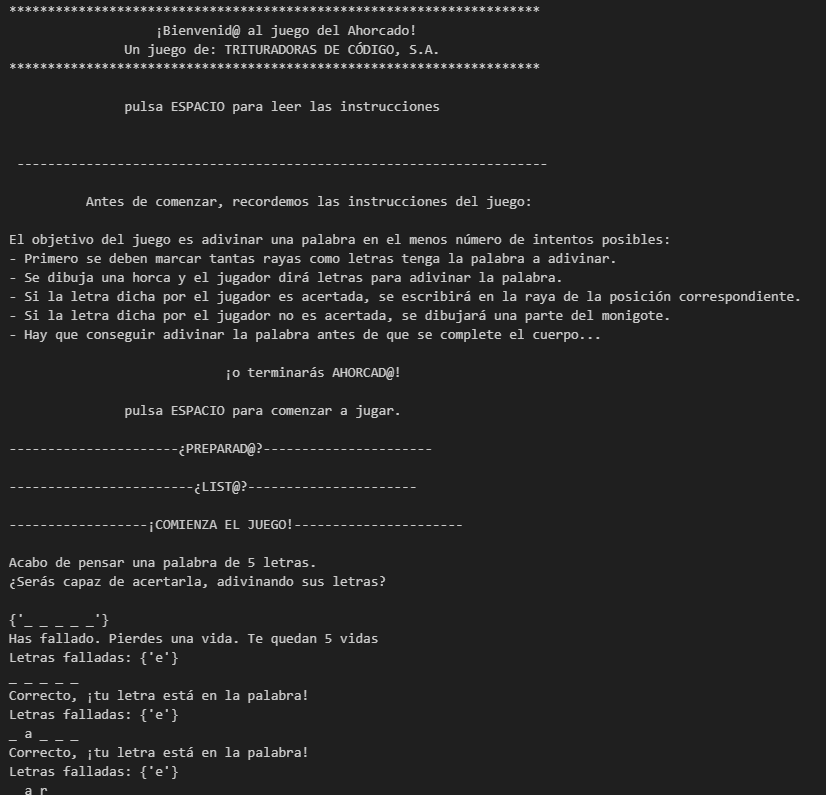 *********************************************************************
¡Bienvenid@ al juego del Ahorcado!
Un juego de: TRITURADORAS DE CÓDIGO, S.A.
*********************************************************************
pulsa ESPACIO para leer las instrucciones
---------------------------------------------------------------------
Antes de comenzar, recordemos las instrucciones del juego:
El objetivo del juego es adivinar una palabra en el menos número de intentos posibles:
- Primero se deben marcar tantas rayas como letras tenga la palabra a adivinar.
- Se dibuja una horca y el jugador dirá letras para adivinar la palabra.
- Si la letra dicha por el jugador es acertada, se escribirá en la raya de la posición correspondiente.
- Si la letra dicha por el jugador no es acertada, se dibujará una parte del monigote.
- Hay que conseguir adivinar la palabra antes de que se complete el cuerpo...
¡o terminarás AHORCAD@!
pulsa ESPACIO para comenzar a jugar.
----------------------¿PREPARAD@?----------------------
------------------------¿LIST@?----------------------
------------------¡COMIENZA EL JUEGO!----------------------
Acabo de pensar una palabra de 5 letras.
¿Serás capaz de acertarla, adivinando sus letras?
{'_ _ _ _ _'}
Has fallado. Pierdes una vida. Te quedan 5 vidas
Letras falladas: {'e'}
_ _ _ _ _
Correcto, ¡tu letra está en la palabra!
Letras falladas: {'e'}
_ a _ _ _
Correcto, ¡tu letra está en la palabra!
Letras falladas: {'e'}
a r